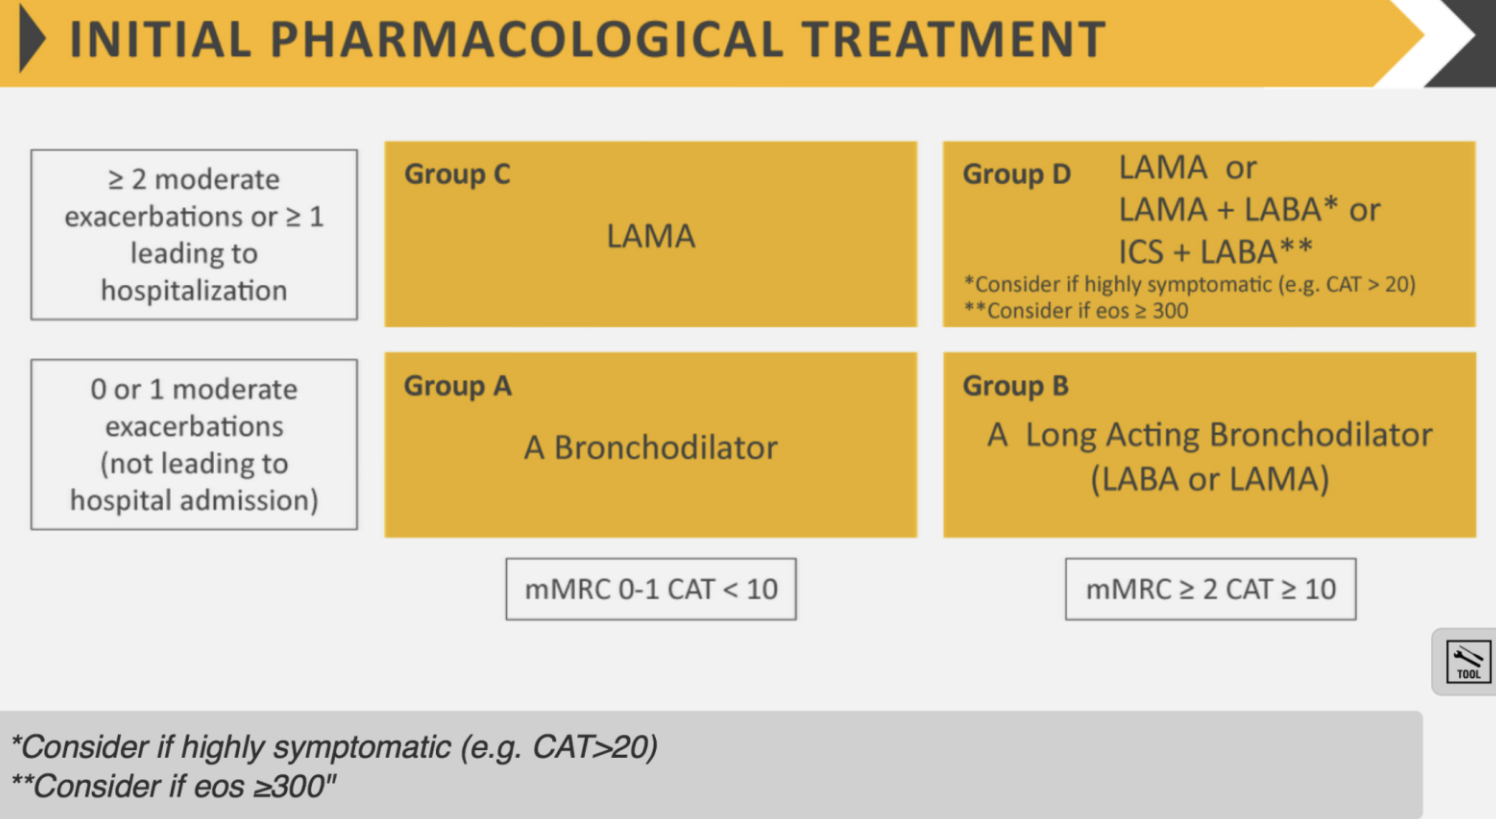 INITIAL PHARMACOLOGICAL TREATMENT
≥ 2 moderate
exacerbations or ≥ 1
leading to
hospitalization
Group C
LAMA
Group D
LAMA or
LAMA + LABA* or
ICS + LABA**
*Consider if highly symptomatic (e.g. CAT > 20)
**Consider if eos ≥ 300
0 or 1 moderate
exacerbations
(not leading to
hospital admission)
Group A
A Bronchodilator
Group B
A Long Acting Bronchodilator
(LABA or LAMA)
mMRC 0-1 CAT < 10
mMRC ≥ 2 CAT ≥ 10
TOOL
*Consider if highly symptomatic (e.g. CAT>20)
**Consider if eos ≥300"